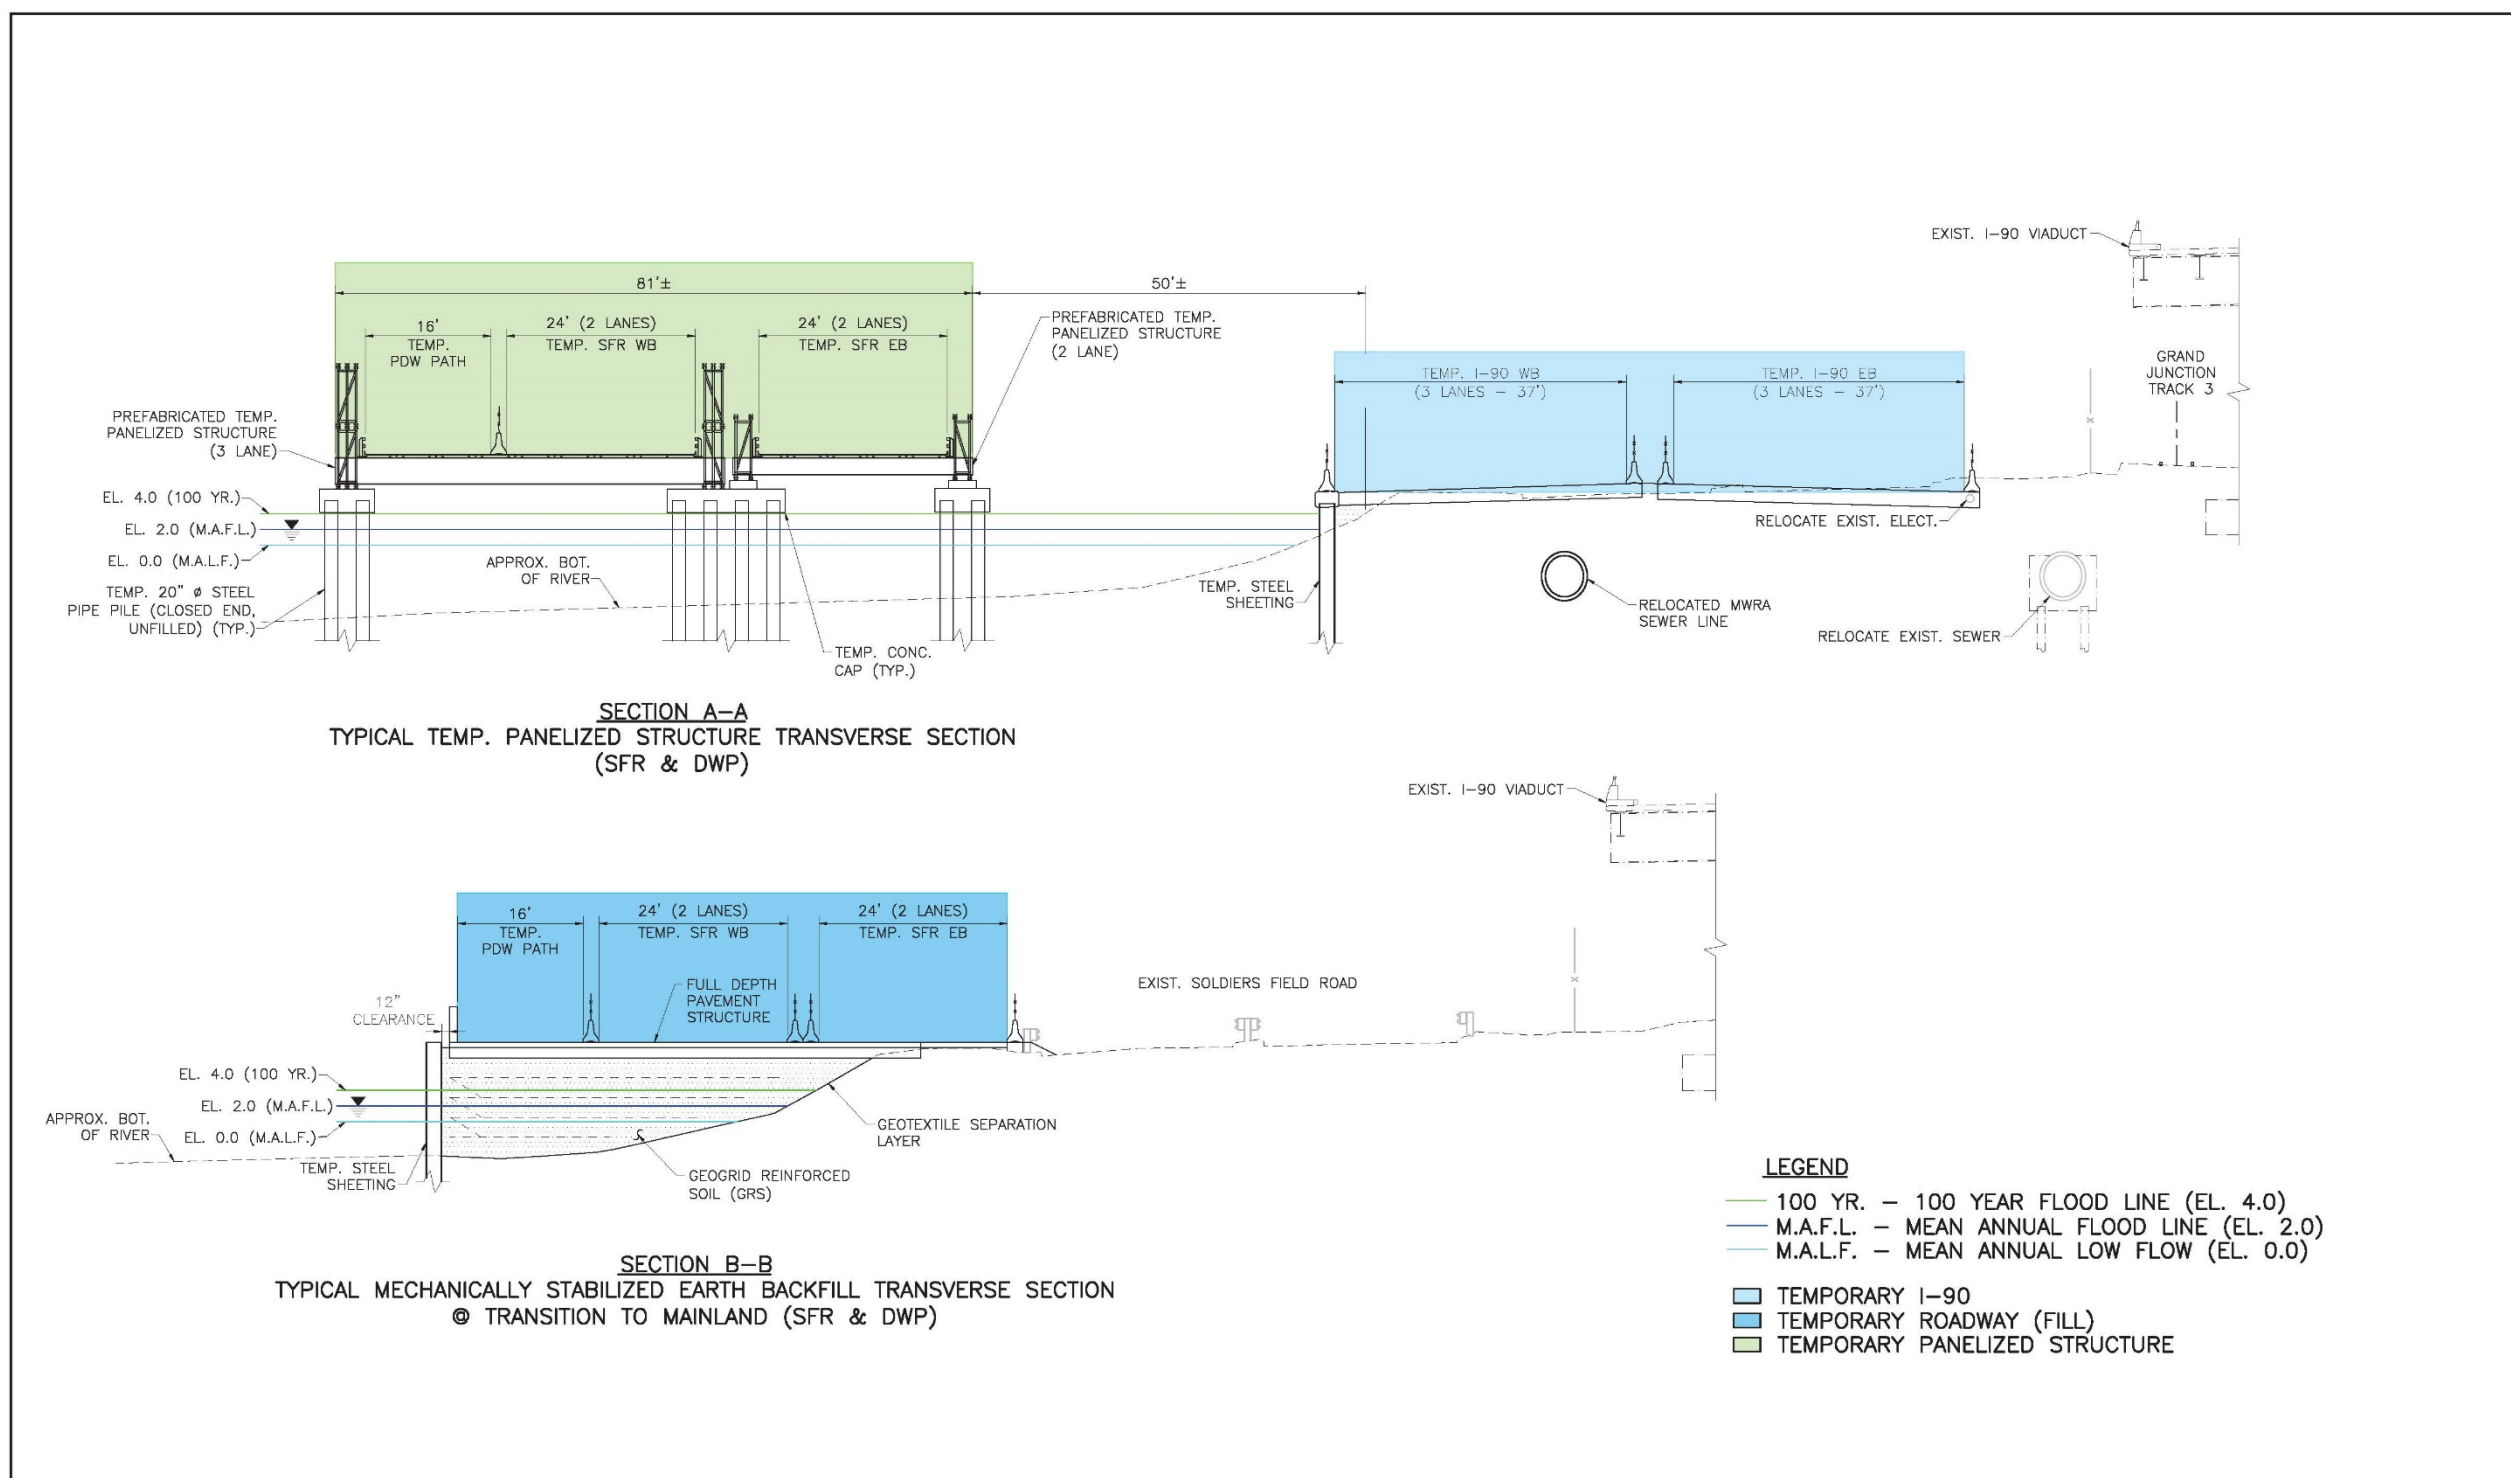 EXIST. I-90 VIADUCT
81'±
50'±
16'
TEMP.
PDW PATH
24' (2 LANES)
TEMP. SFR WB
24' (2 LANES)
TEMP. SFR EB
PREFABRICATED TEMP.
PANELIZED STRUCTURE
(2 LANE)
TEMP. I-90 WB
(3 LANES - 37')
TEMP. I-90 EB
(3 LANES - 37')
GRAND
JUNCTION
TRACK 3
PREFABRICATED TEMP.
PANELIZED STRUCTURE
(3 LANE)
EL. 4.0 (100 YR.)
EL. 2.0 (M.A.F.L.)
EL. 0.0 (M.A.L.F.)
TEMP. 20" ø STEEL
PIPE PILE (CLOSED END,
UNFILLED) (TYP.)
APPROX. BOT.
OF RIVER
TEMP. CONC.
CAP (TYP.)
TEMP. STEEL
SHEETING
RELOCATE EXIST. ELECT.
RELOCATED MWRA
SEWER LINE
RELOCATE EXIST. SEWER
SECTION A-A
TYPICAL TEMP. PANELIZED STRUCTURE TRANSVERSE SECTION
(SFR & DWP)
EXIST. I-90 VIADUCT
16'
TEMP.
PDW PATH
24' (2 LANES)
TEMP. SFR WB
24' (2 LANES)
TEMP. SFR EB
12"
CLEARANCE
FULL DEPTH
PAVEMENT
STRUCTURE
EXIST. SOLDIERS FIELD ROAD
EL. 4.0 (100 YR.)
EL. 2.0 (M.A.F.L.)
EL. 0.0 (M.A.L.F.)
APPROX. BOT.
OF RIVER
TEMP. STEEL
SHEETING
GEOTEXTILE SEPARATION
LAYER
GEOGRID REINFORCED
SOIL (GRS)
SECTION B-B
TYPICAL MECHANICALLY STABILIZED EARTH BACKFILL TRANSVERSE SECTION
@ TRANSITION TO MAINLAND (SFR & DWP)
LEGEND
100 YR. - 100 YEAR FLOOD LINE (EL. 4.0)
M.A.F.L. - MEAN ANNUAL FLOOD LINE (EL. 2.0)
M.A.L.F. - MEAN ANNUAL LOW FLOW (EL. 0.0)
TEMPORARY I-90
TEMPORARY ROADWAY (FILL)
TEMPORARY PANELIZED STRUCTURE